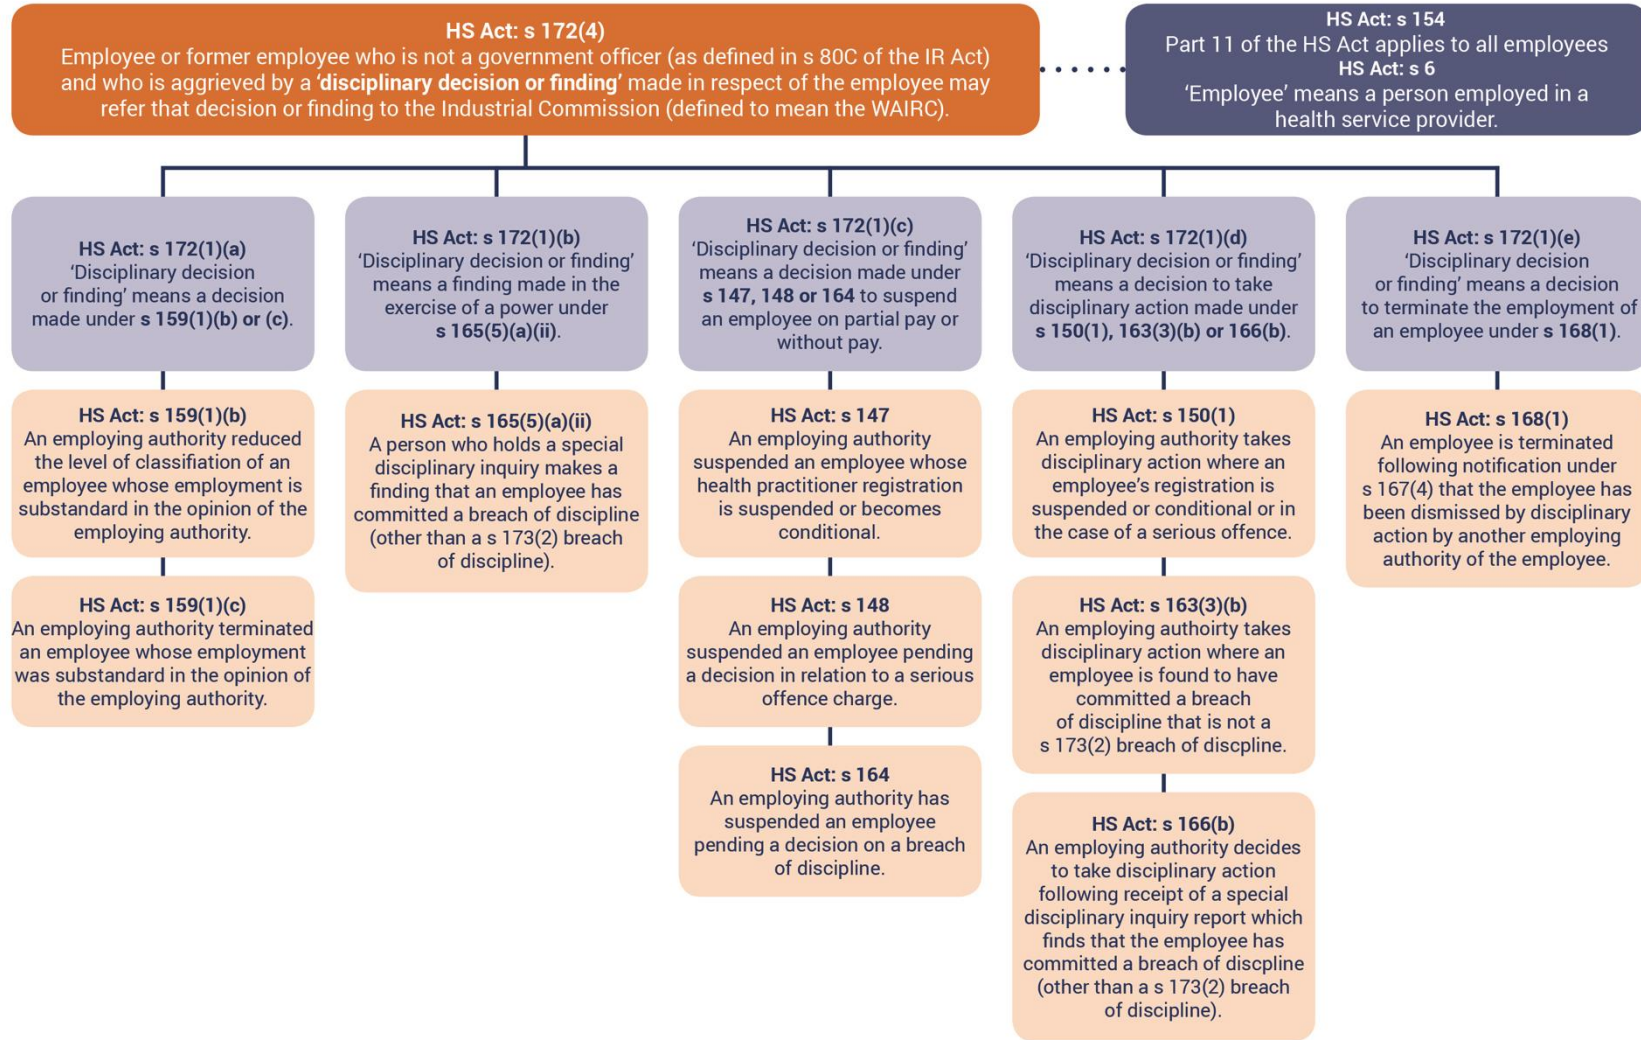 HS Act: s 172(4)
Employee or former employee who is not a government officer (as defined in s 80C of the IR Act)
and who is aggrieved by a ‘disciplinary decision or finding’ made in respect of the employee may
refer that decision or finding to the Industrial Commission (defined to mean the WAIRC).
HS Act: s 154
Part 11 of the HS Act applies to all employees
HS Act: s 6
‘Employee’ means a person employed in a
health service provider.
HS Act: s 172(1)(a)
‘Disciplinary decision
or finding’ means a decision
made under s 159(1)(b) or (c).
HS Act: s 159(1)(b)
An employing authority reduced
the level of classifiation of an
employee whose employment is
substandard in the opinion of the
employing authority.
HS Act: s 159(1)(c)
An employing authority terminated
an employee whose employment
was substandard in the opinion of
the employing authority.
HS Act: s 172(1)(b)
‘Disciplinary decision or finding’
means a finding made in the
exercise of a power under
s 165(5)(a)(ii).
HS Act: s 165(5)(a)(ii)
A person who holds a special
disciplinary inquiry makes a
finding that an employee has
committed a breach of discipline
(other than a s 173(2) breach
of discipline).
HS Act: s 172(1)(c)
‘Disciplinary decision or finding’
means a decision made under
s 147, 148 or 164 to suspend
an employee on partial pay or
without pay.
HS Act: s 147
An employing authority
suspended an employee whose
health practitioner registration
is suspended or becomes
conditional.
HS Act: s 148
An employing authority
suspended an employee pending
a decision in relation to a serious
offence charge.
HS Act: s 164
An employing authority has
suspended an employee
pending a decision on a breach
of discipline.
HS Act: s 172(1)(d)
‘Disciplinary decision or finding’
means a decision to take
disciplinary action made under
s 150(1), 163(3)(b) or 166(b).
HS Act: s 150(1)
An employing authority takes
disciplinary action where an
employee’s registration is
suspended or conditional or in
the case of a serious offence.
HS Act: s 163(3)(b)
An employing authoirty takes
disciplinary action where an
employee is found to have
committed a breach
of discipline that is not a
s 173(2) breach of discpline.
HS Act: s 166(b)
An employing authority decides
to take disciplinary action
following receipt of a special
disciplinary inquiry report which
finds that the employee has
committed a breach of discpline
(other than a s 173(2) breach
of discipline).
HS Act: s 172(1)(e)
‘Disciplinary decision
or finding’ means a decision
to terminate the employment of
an employee under s 168(1).
HS Act: s 168(1)
An employee is terminated
following notification under
s 167(4) that the employee has
been dismissed by disciplinary
action by another employing
authority of the employee.